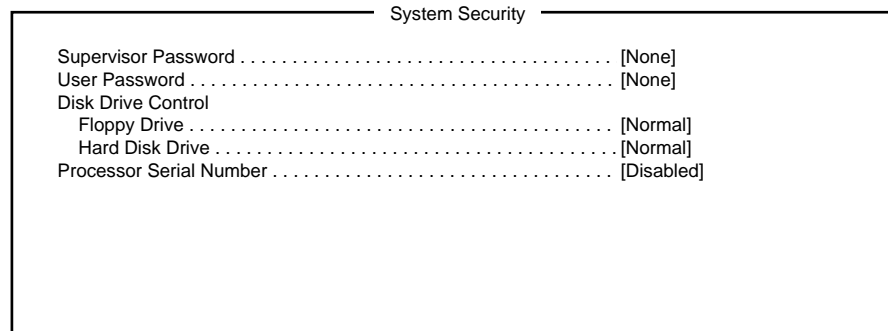 System Security
Supervisor Password . . . . . . . . . . . . . . . . . . . . . . . . . . . . . . . . . . . . [None]
User Password . . . . . . . . . . . . . . . . . . . . . . . . . . . . . . . . . . . . . . . . . [None]
Disk Drive Control
Floppy Drive . . . . . . . . . . . . . . . . . . . . . . . . . . . . . . . . . . . . . . . . . [Normal]
Hard Disk Drive . . . . . . . . . . . . . . . . . . . . . . . . . . . . . . . . . . . . . . . [Normal]
Processor Serial Number . . . . . . . . . . . . . . . . . . . . . . . . . . . . . . . . . [Disabled]